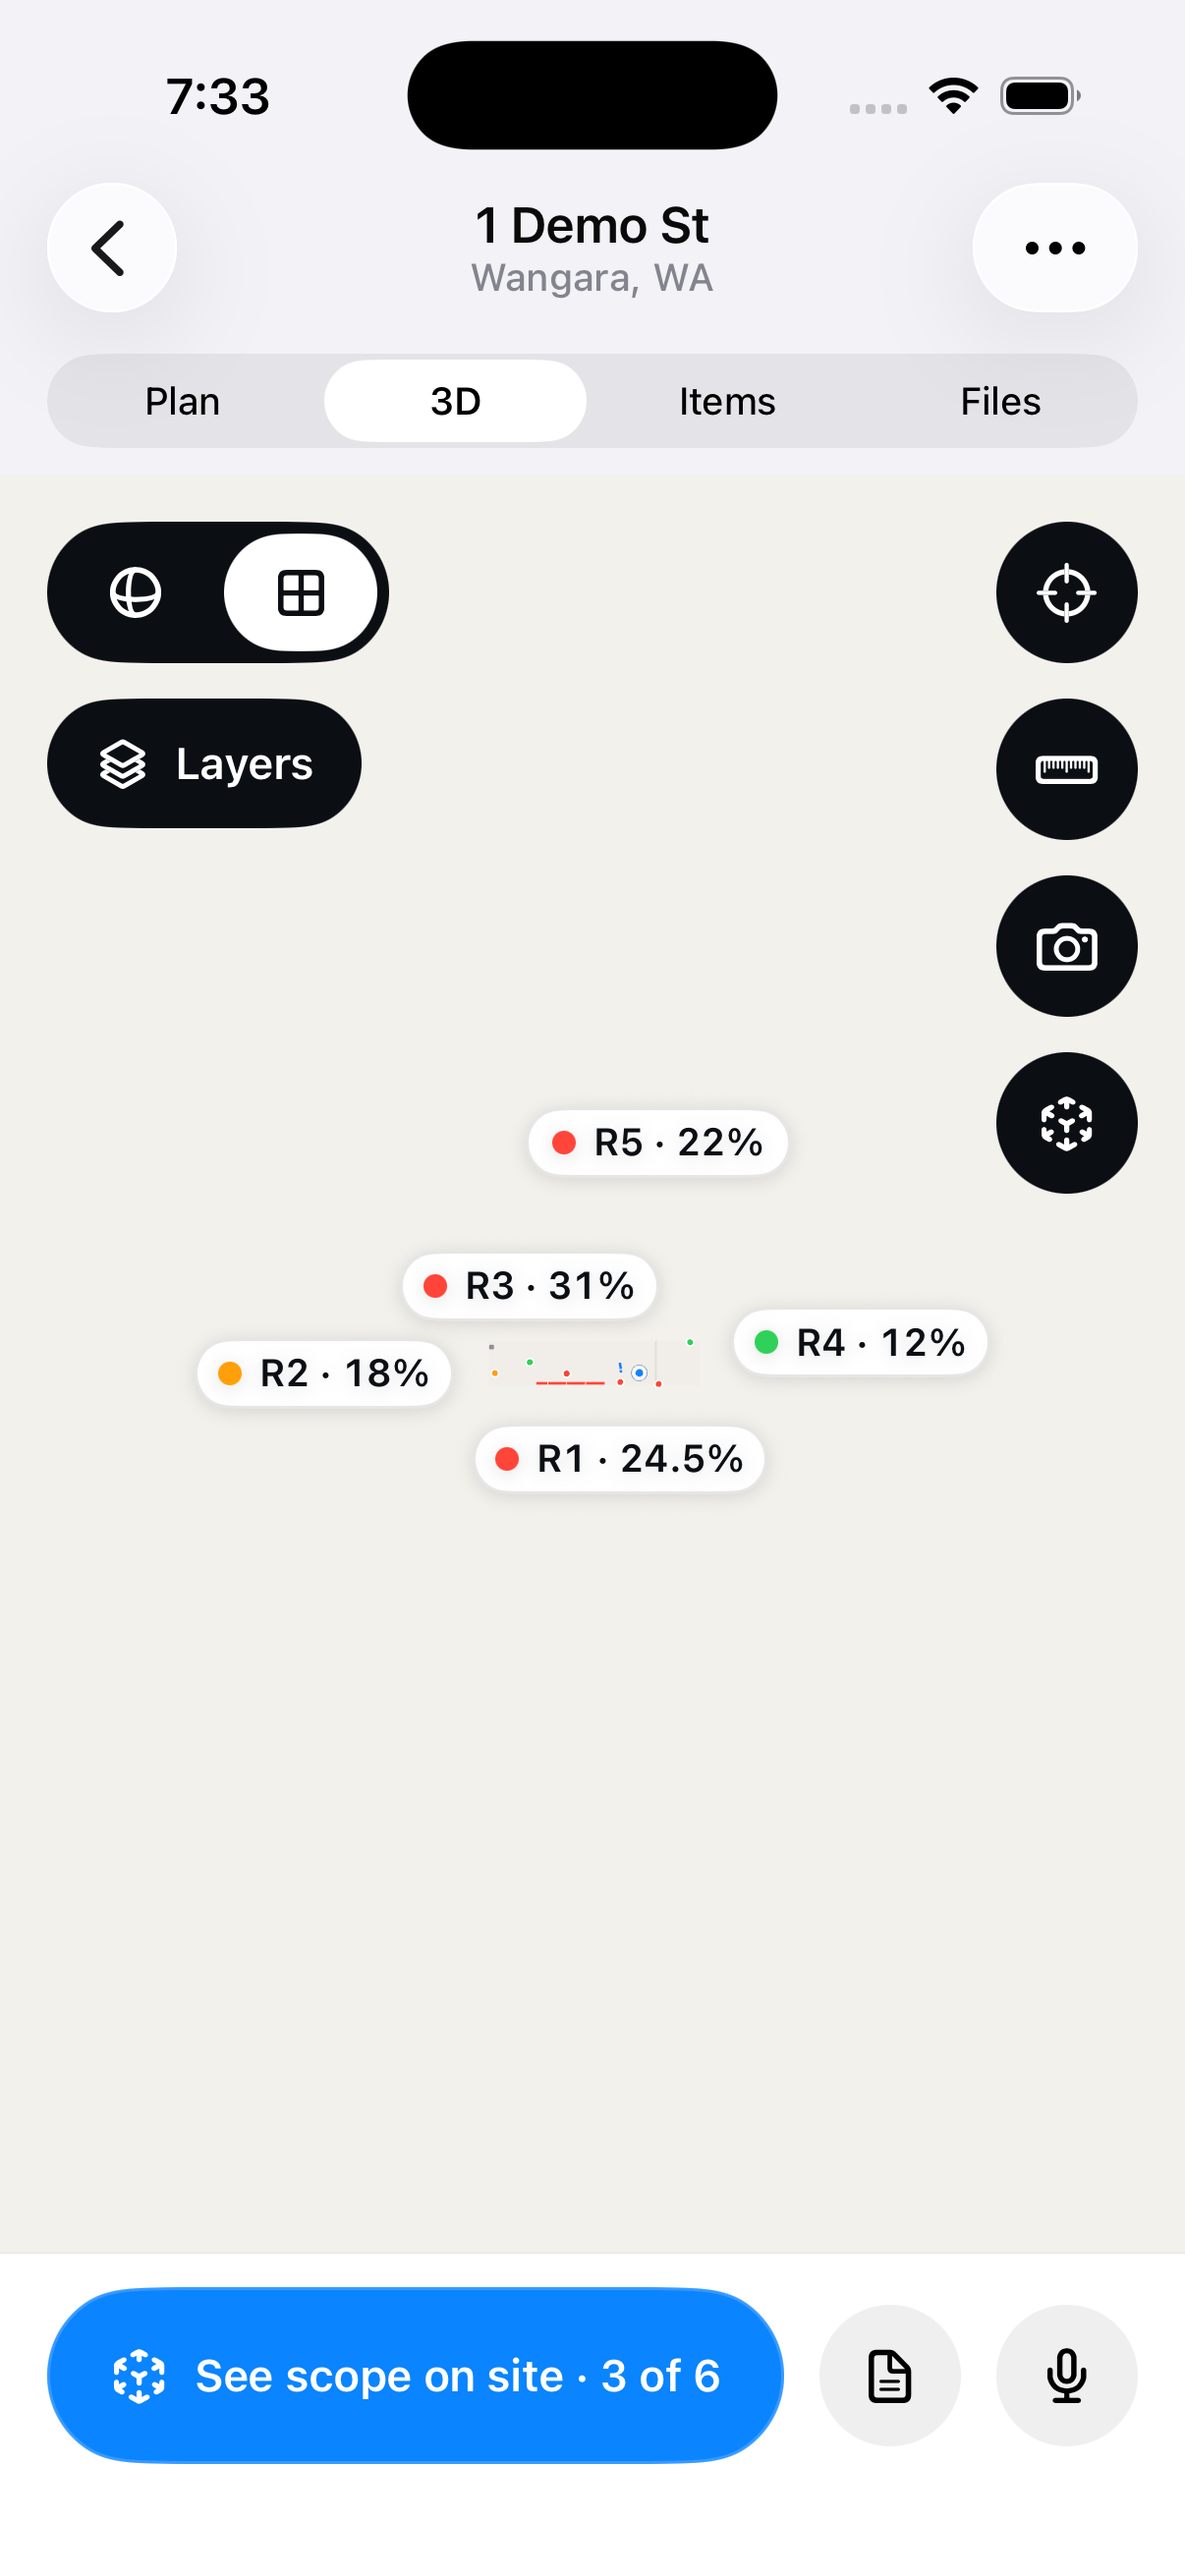 7:33
1 Demo St
Wangara, WA
Plan
3D
Items
Files
Layers
R5 · 22%
R3 · 31%
R4 · 12%
R2 · 18%
R1 · 24.5%
See scope on site · 3 of 6